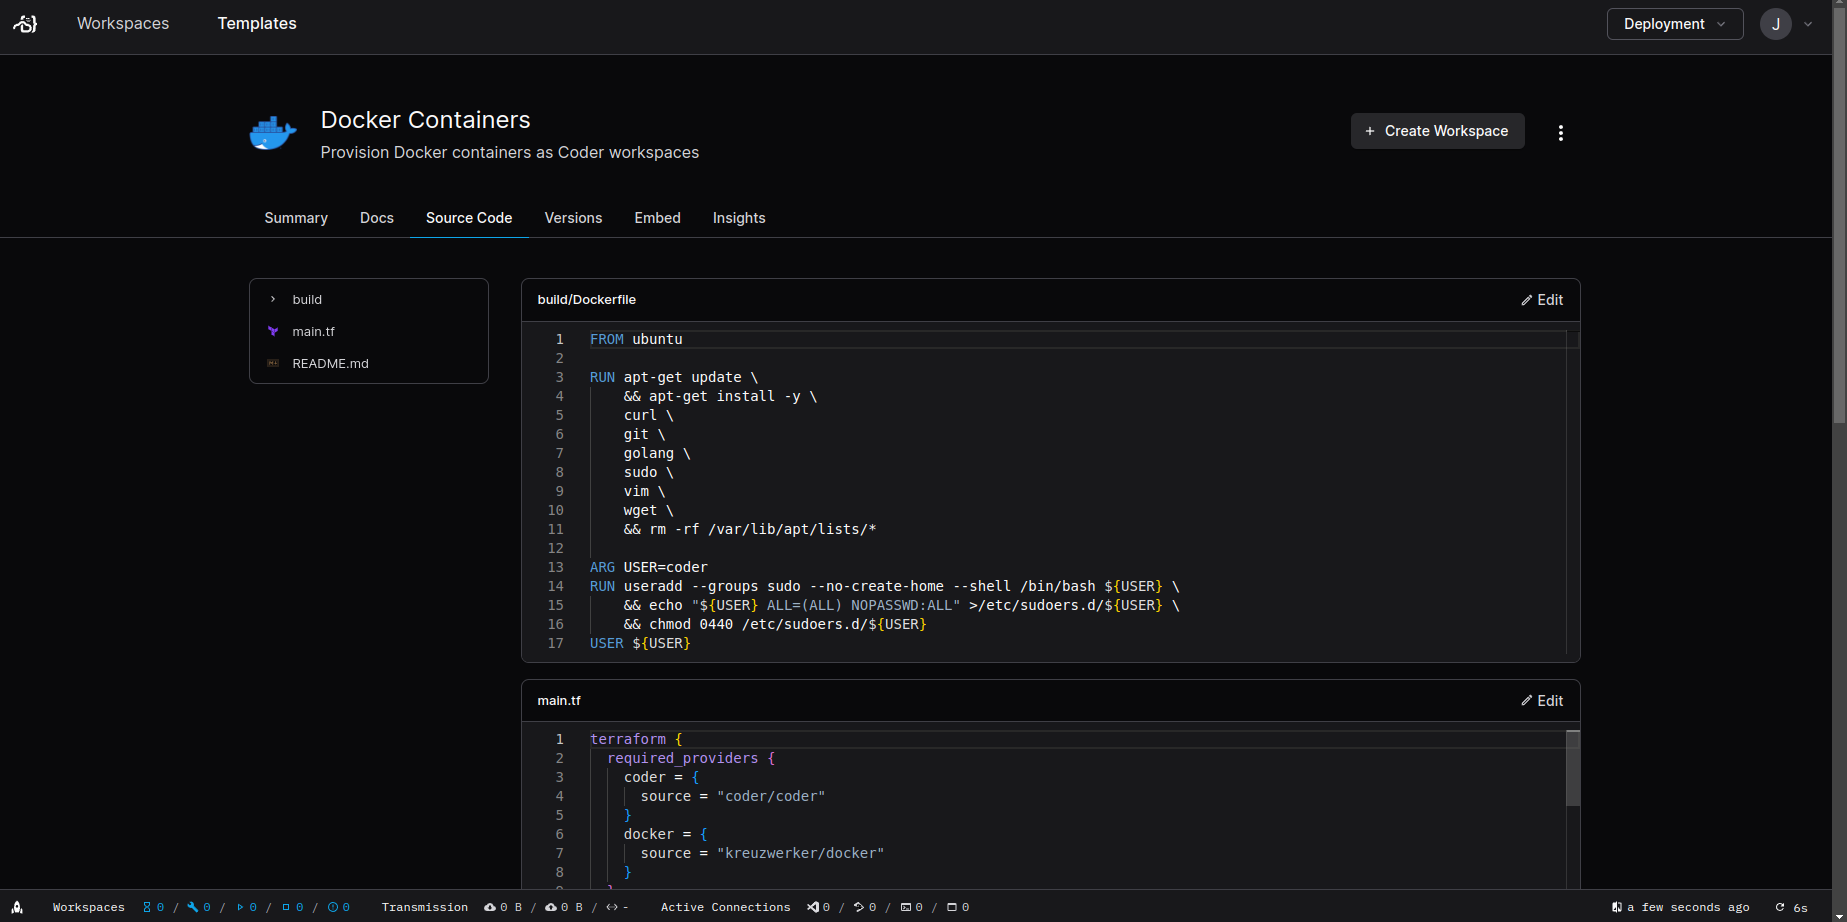 Workspaces
Templates
Deployment
J
Docker Containers
Provision Docker containers as Coder workspaces
+ Create Workspace
Summary
Docs
Source Code
Versions
Embed
Insights
build
main.tf
README.md
build/Dockerfile
Edit
1 FROM ubuntu
2
3 RUN apt-get update \
4 && apt-get install -y \
5 curl \
6 git \
7 golang \
8 sudo \
9 vim \
10 wget \
11 && rm -rf /var/lib/apt/lists/*
12
13 ARG USER=coder
14 RUN useradd --groups sudo --no-create-home --shell /bin/bash ${USER} \
15 && echo "${USER} ALL=(ALL) NOPASSWD:ALL" >/etc/sudoers.d/${USER} \
16 && chmod 0440 /etc/sudoers.d/${USER}
17 USER ${USER}
main.tf
Edit
1 terraform {
2 required_providers {
3 coder = {
4 source = "coder/coder"
5 }
6 docker = {
7 source = "kreuzwerker/docker"
8 }
Workspaces 0 / 0 / 0 / 0 / 0 Transmission 0 B / 0 B / - Active Connections 0 / 0 / 0 / 0 a few seconds ago 6s